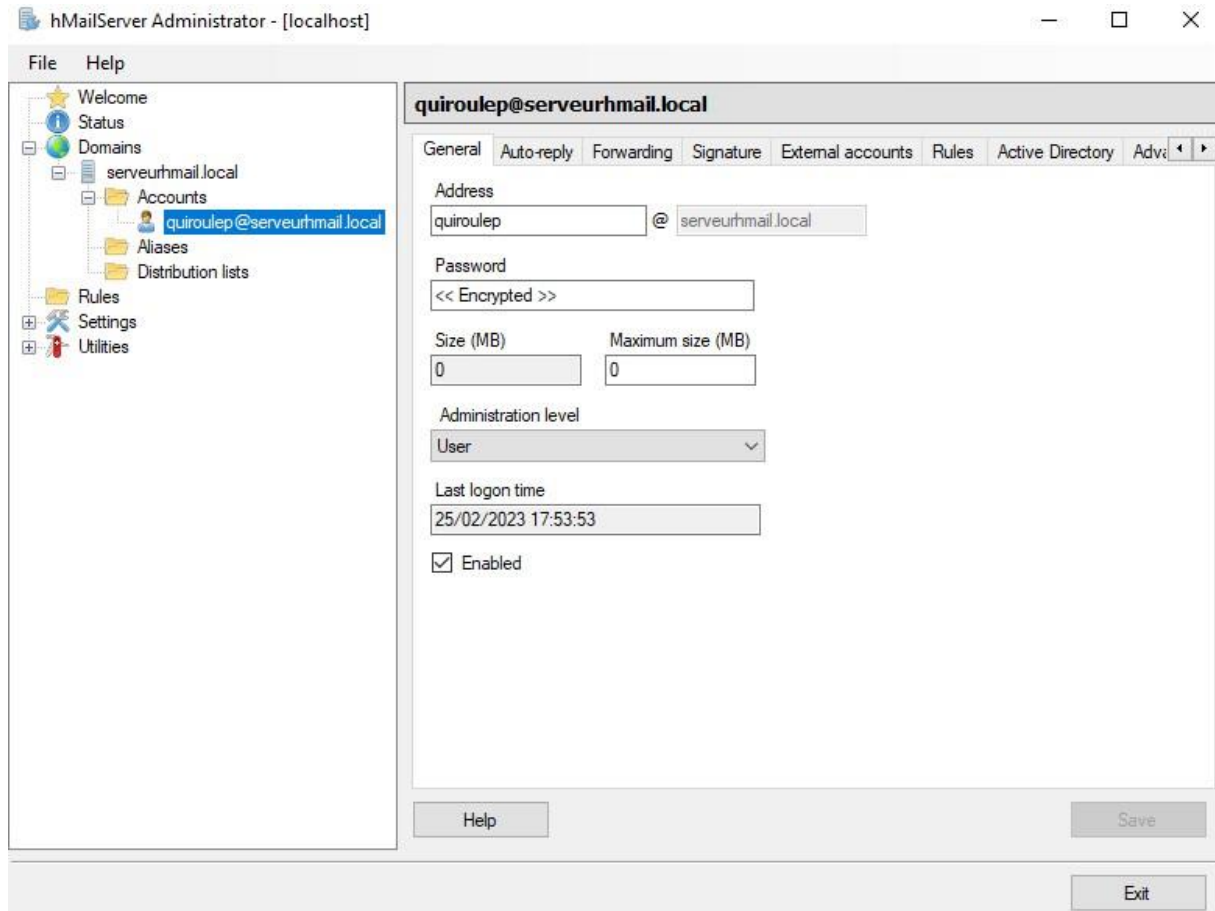 hMailServer Administrator - [localhost]
File Help
Welcome
Status
Domains
serveurhmail.local
Accounts
quiroulep@serveurhmail.local
Aliases
Distribution lists
Rules
Settings
Utilities
quiroulep@serveurhmail.local
General Auto-reply Forwarding Signature External accounts Rules Active Directory
Address
quiroulep @ serveurhmail.local
Password
<< Encrypted >>
Size (MB) Maximum size (MB)
0 0
Administration level
User
Last logon time
25/02/2023 17:53:53
Enabled
Help Save
Exit